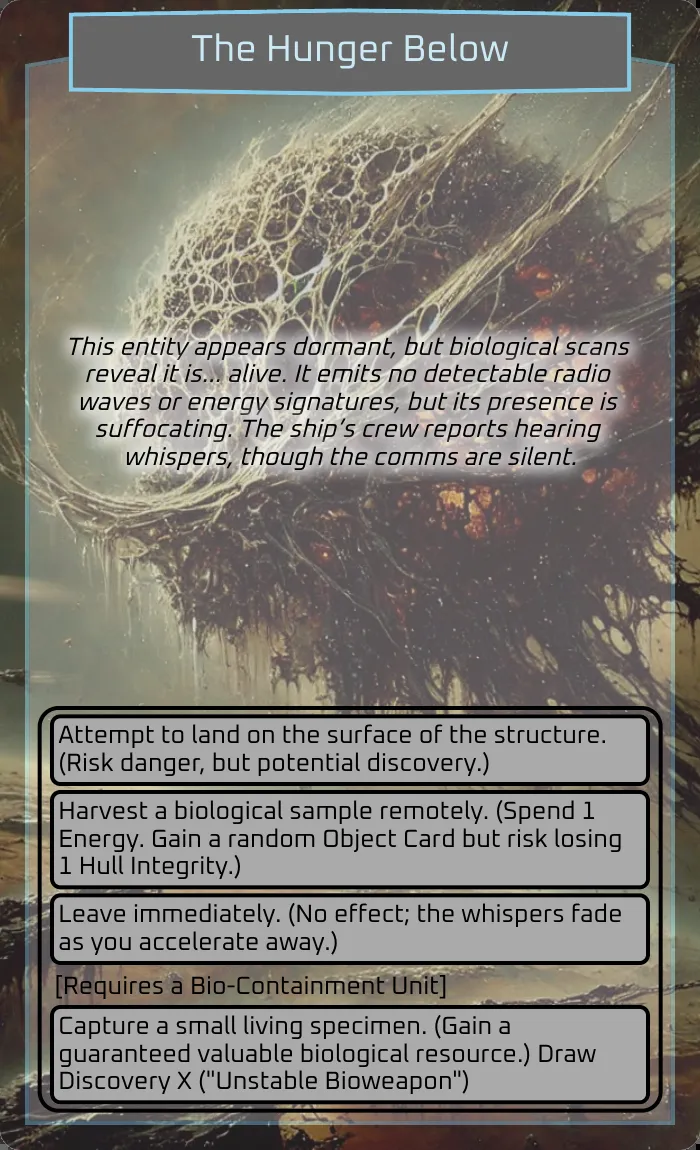 The Hunger Below
This entity appears dormant, but biological scans
reveal it is... alive. It emits no detectable radio
waves or energy signatures, but its presence is
suffocating. The ship's crew reports hearing
whispers, though the comms are silent.
Attempt to land on the surface of the structure.
(Risk danger, but potential discovery.)
Harvest a biological sample remotely. (Spend 1
Energy. Gain a random Object Card but risk losing
1 Hull Integrity.)
Leave immediately. (No effect; the whispers fade
as you accelerate away.)
[Requires a Bio-Containment Unit]
Capture a small living specimen. (Gain a
guaranteed valuable biological resource.) Draw
Discovery X ("Unstable Bioweapon")